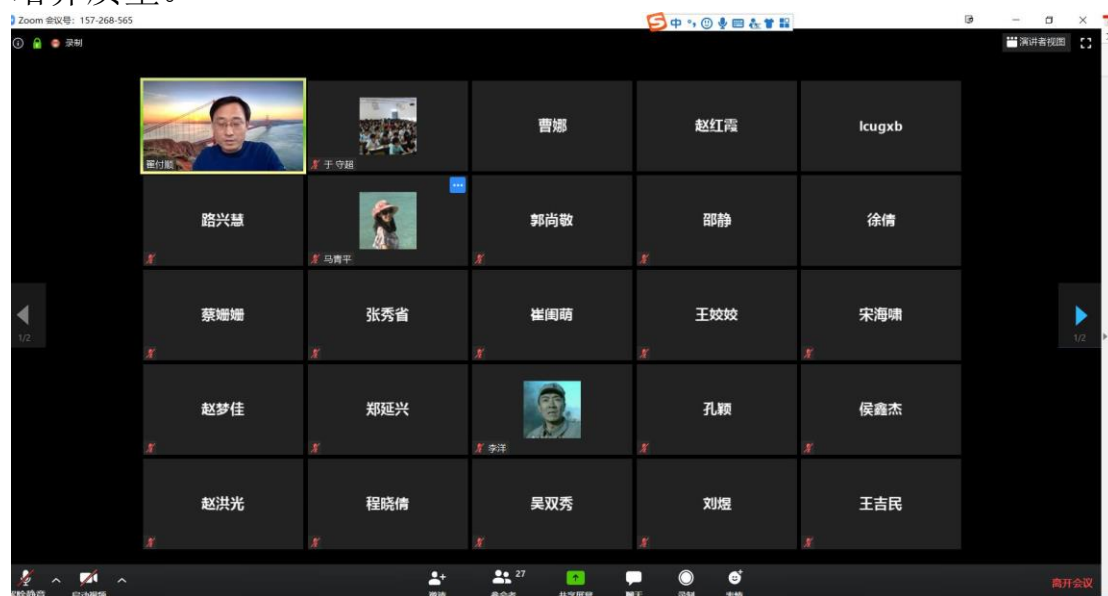 Zoom 会议号：157-268-565
中
录制
演讲者视图
翟付顺
于守超
曹娜
赵红霞
lcugxb
路兴慧
马青平
郭尚敬
邵静
徐倩
蔡姗姗
张秀省
崔闺萌
王姣姣
宋海啸
赵梦佳
郑延兴
李洋
孔颖
侯鑫杰
赵洪光
程晓倩
吴双秀
刘煜
王吉民
1/2
1/2
27
离开会议